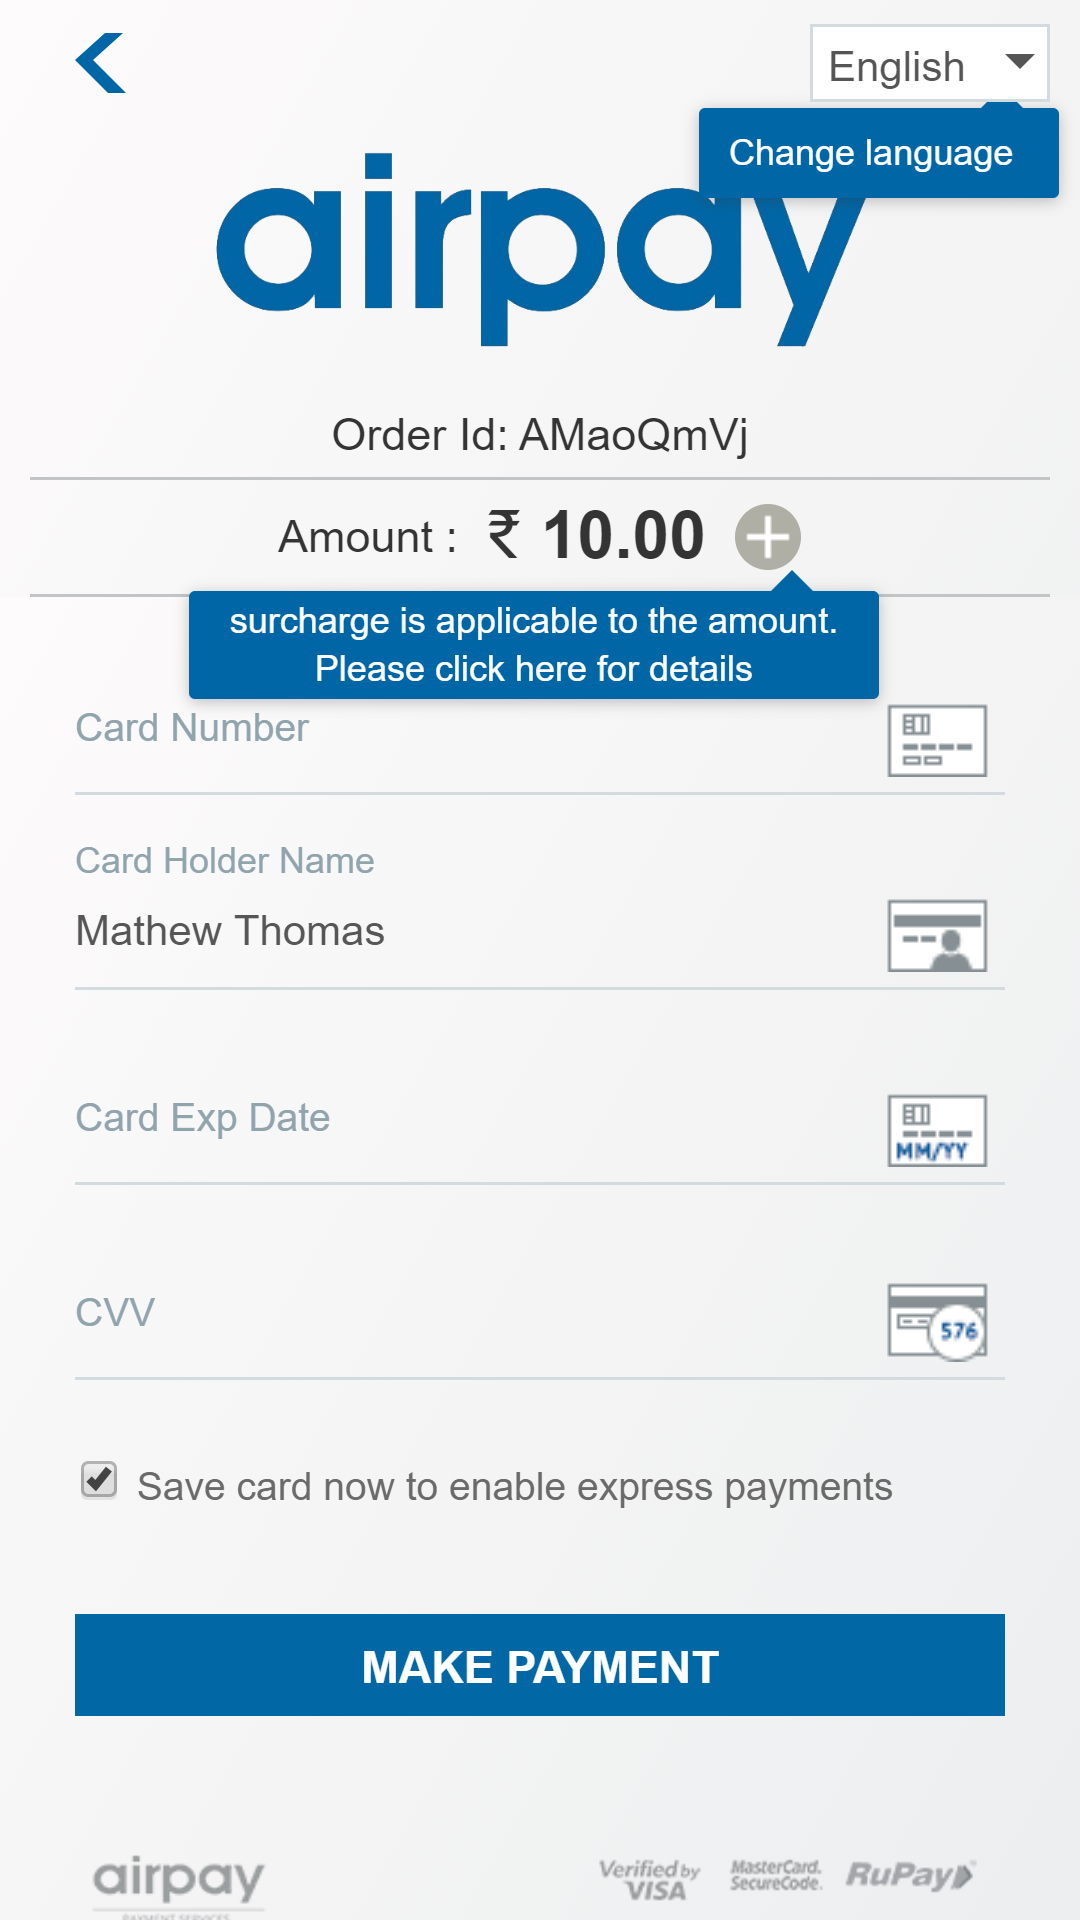 English
Change language
airpay
Order Id: AMaoQmVj
Amount : ₹ 10.00
surcharge is applicable to the amount.
Please click here for details
Card Number
Card Holder Name
Mathew Thomas
Card Exp Date
MM/YY
CVV
576
Save card now to enable express payments
MAKE PAYMENT
airpay
PAYMENT SERVICES
Verified by
VISA
MasterCard.
SecureCode.
RuPay